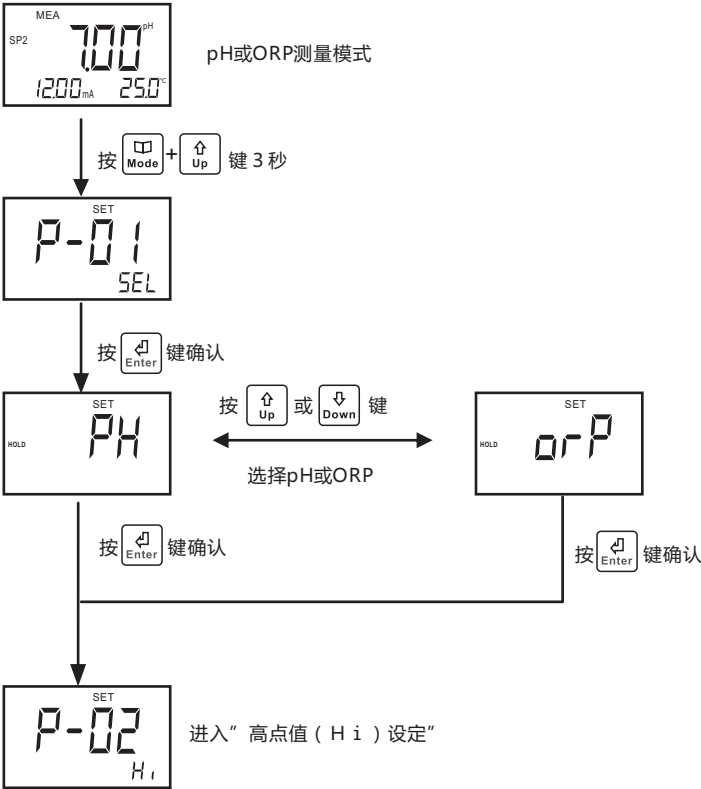 MEA
SP2 7.00 pH
12.00 mA 25.0 °C
pH或ORP测量模式
按 Mode + Up 键 3 秒
SET
P-01
SEL
按 Enter 键确认
SET
HOLD PH
按 Up 或 Down 键
选择pH或ORP
SET
HOLD orP
按 Enter 键确认
按 Enter 键确认
SET
P-02
Hi
进入”高点值 ( H i ) 设定”